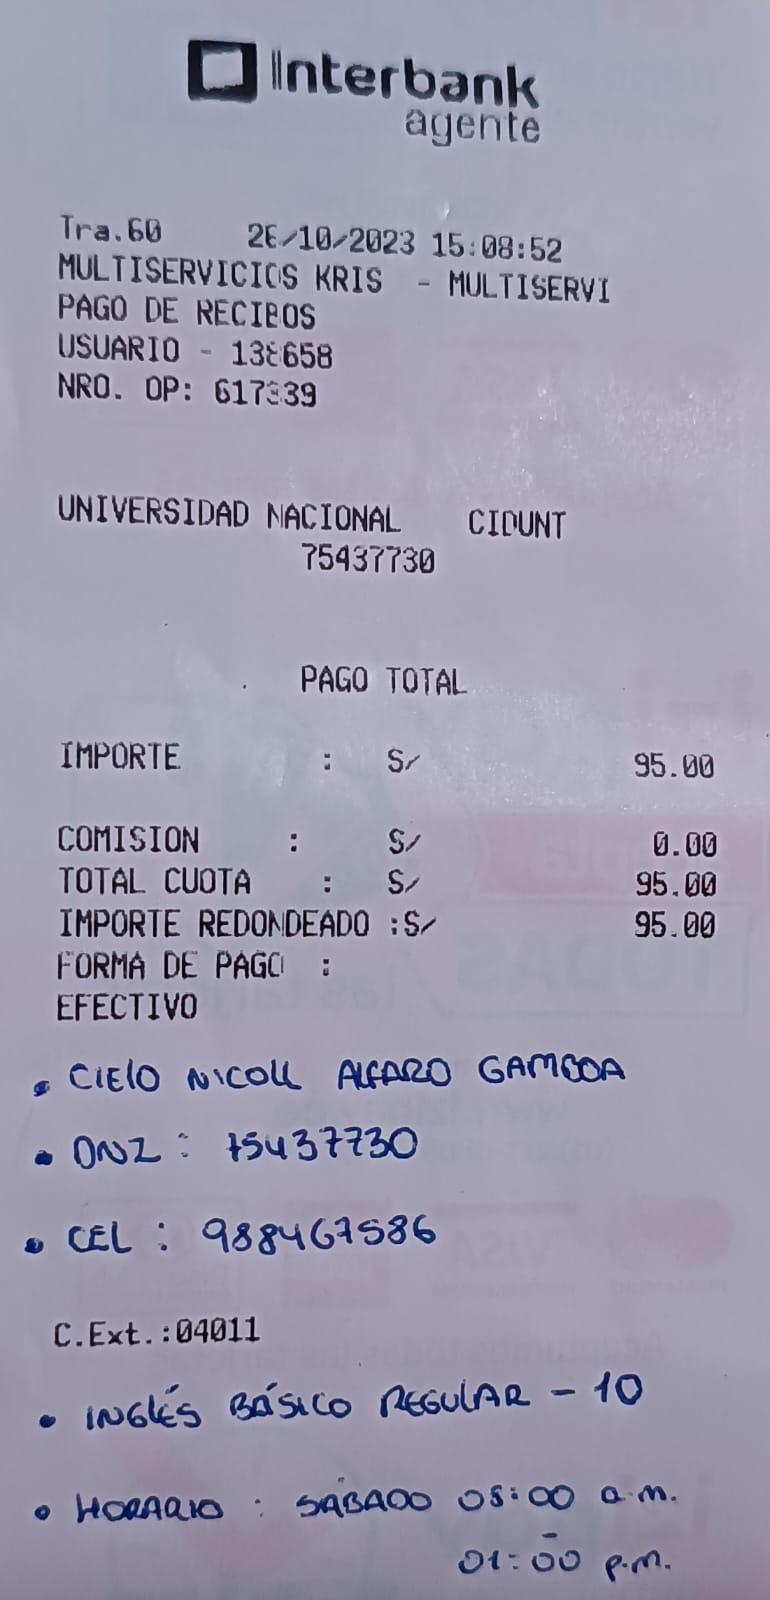 Interbank
agente
Tra.60 26/10/2023 15:08:52
MULTISERVICIOS KRIS - MULTISERVI
PAGO DE RECIBOS
USUARIO - 138658
NRO. OP: 617339
UNIVERSIDAD NACIONAL CIDUNT
75437730
PAGO TOTAL
IMPORTE : S/ 95.00
COMISION : S/ 0.00
TOTAL CUOTA : S/ 95.00
IMPORTE REDONDEADO :S/ 95.00
FORMA DE PAGO :
EFECTIVO
• CIELO NICOLL ALFARO GAMBOA
• DNI : 75437730
• CEL : 988467586
C.Ext.:04011
• INGLÉS BÁSICO REGULAR - 10
• HORARIO : SÁBADO 08:00 a.m.
- 01:00 p.m.